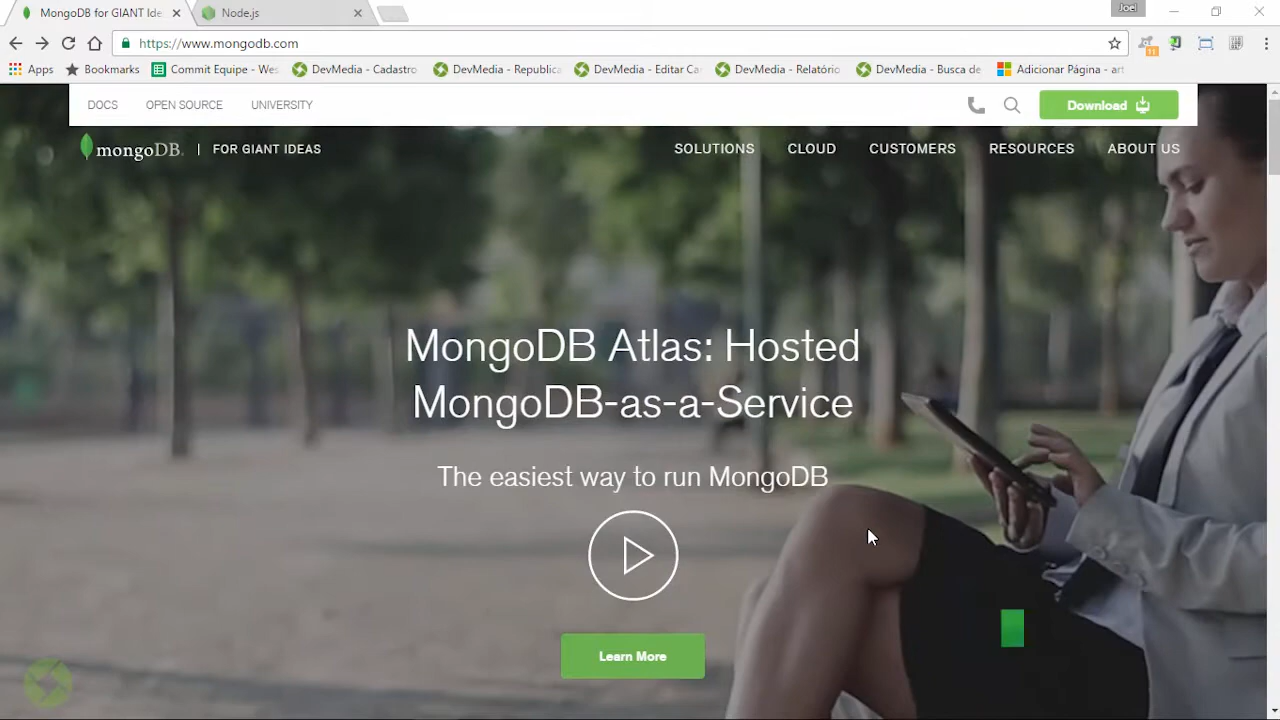 MongoDB for GIANT Ide
Node.js
Joel
https://www.mongodb.com
11
Apps
Bookmarks
Commit Equipe - Wes
DevMedia - Cadastro
DevMedia - Republica
DevMedia - Editar Ca
DevMedia - Relatório
DevMedia - Busca de
Adicionar Página - art
DOCS
OPEN SOURCE
UNIVERSITY
Download
mongoDB.
FOR GIANT IDEAS
SOLUTIONS
CLOUD
CUSTOMERS
RESOURCES
ABOUT US
MongoDB Atlas: Hosted
MongoDB-as-a-Service
The easiest way to run MongoDB
Learn More